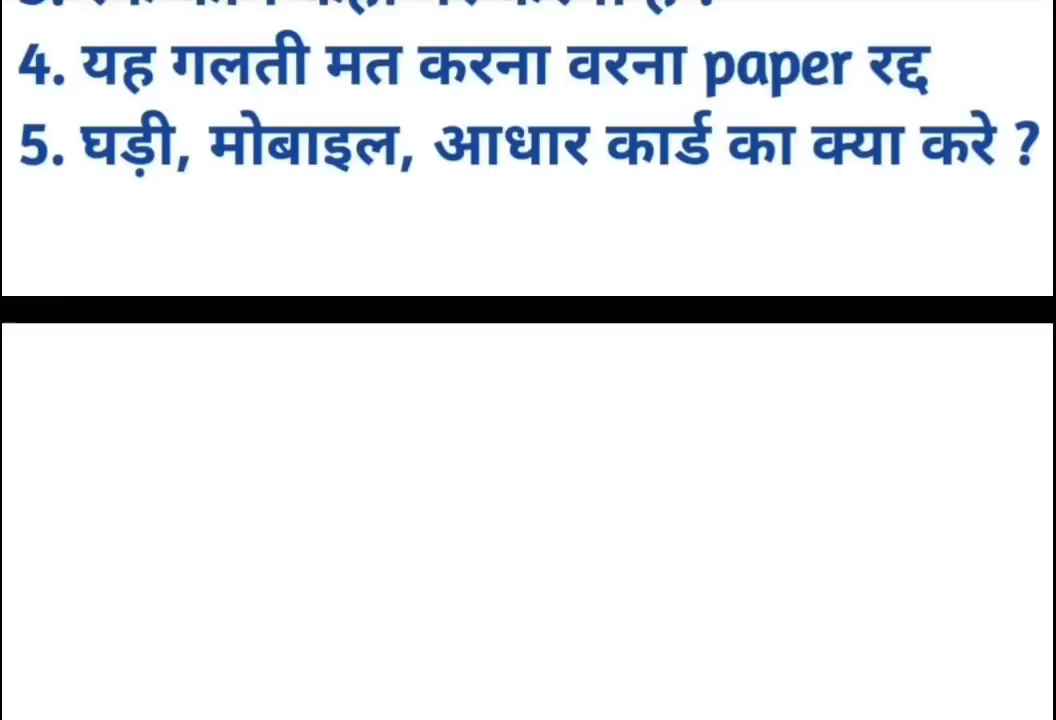 4. यह गलती मत करना वरना paper रद्द
5. घड़ी, मोबाइल, आधार कार्ड का क्या करे ?